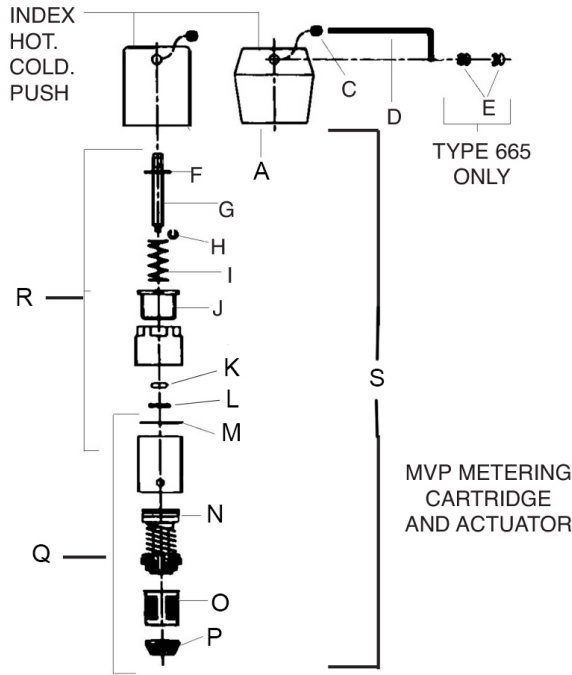 INDEX
HOT.
COLD.
PUSH
C
D
E
A
TYPE 665
ONLY
F
G
H
I
R
J
K
S
L
M
MVP METERING
CARTRIDGE
AND ACTUATOR
N
Q
O
P